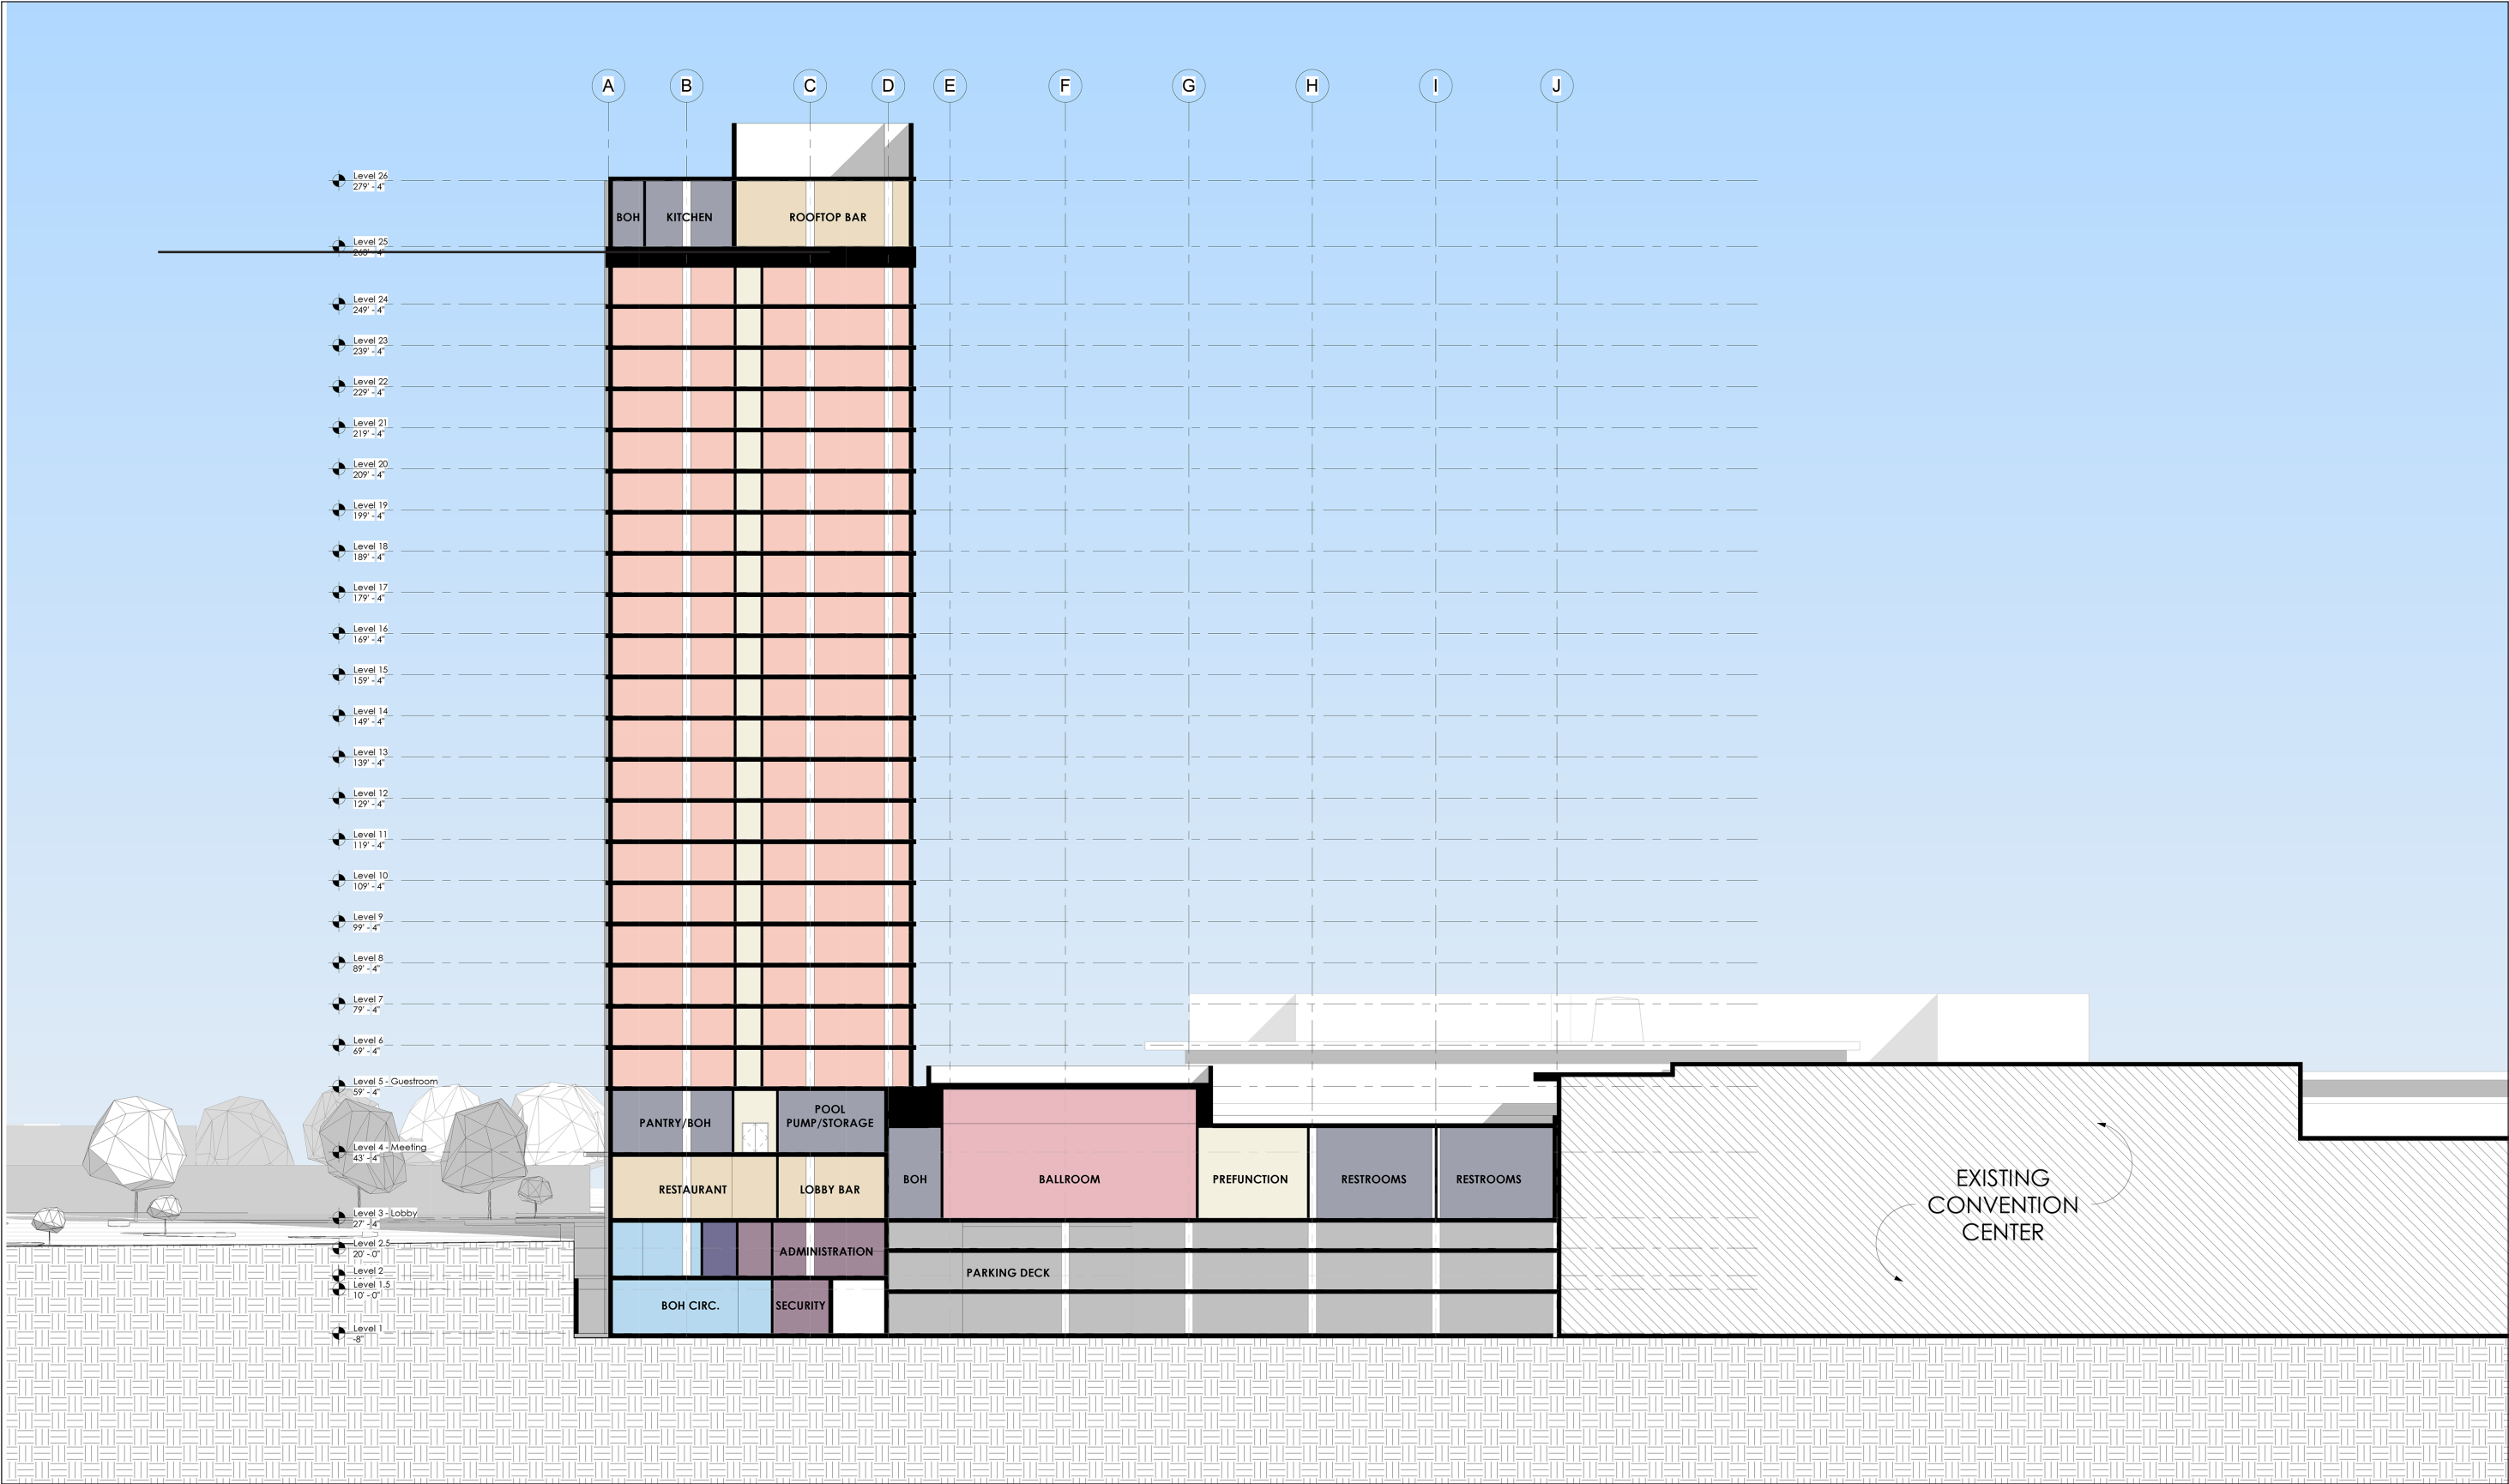 A B C D E F G H I J
Level 26
279' - 4"
BOH KITCHEN ROOFTOP BAR
Level 25
Level 24
249' - 4"
Level 23
239' - 4"
Level 22
229' - 4"
Level 21
219' - 4"
Level 20
209' - 4"
Level 19
199' - 4"
Level 18
189' - 4"
Level 17
179' - 4"
Level 16
169' - 4"
Level 15
159' - 4"
Level 14
149' - 4"
Level 13
139' - 4"
Level 12
129' - 4"
Level 11
119' - 4"
Level 10
109' - 4"
Level 9
99' - 4"
Level 8
89' - 4"
Level 7
79' - 4"
Level 6
69' - 4"
Level 5 - Guestroom
59' - 4"
PANTRY/BOH
POOL
PUMP/STORAGE
Level 4 - Meeting
43' - 4"
RESTAURANT LOBBY BAR
BOH BALLROOM PREFUNCTION RESTROOMS RESTROOMS
EXISTING
CONVENTION
CENTER
Level 3 - Lobby
27' - 4"
Level 2.5
20' - 0"
ADMINISTRATION
PARKING DECK
Level 2
Level 1.5
10' - 0"
BOH CIRC. SECURITY
Level 1
-8"